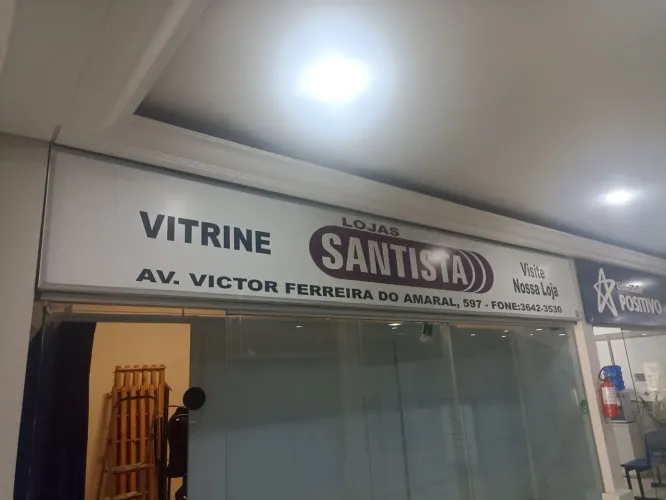 VITRINE
LOJAS
SANTISTA
Visite
Nossa Loja
AV. VICTOR FERREIRA DO AMARAL, 597 - FONE:3642-3530
POSITIVO